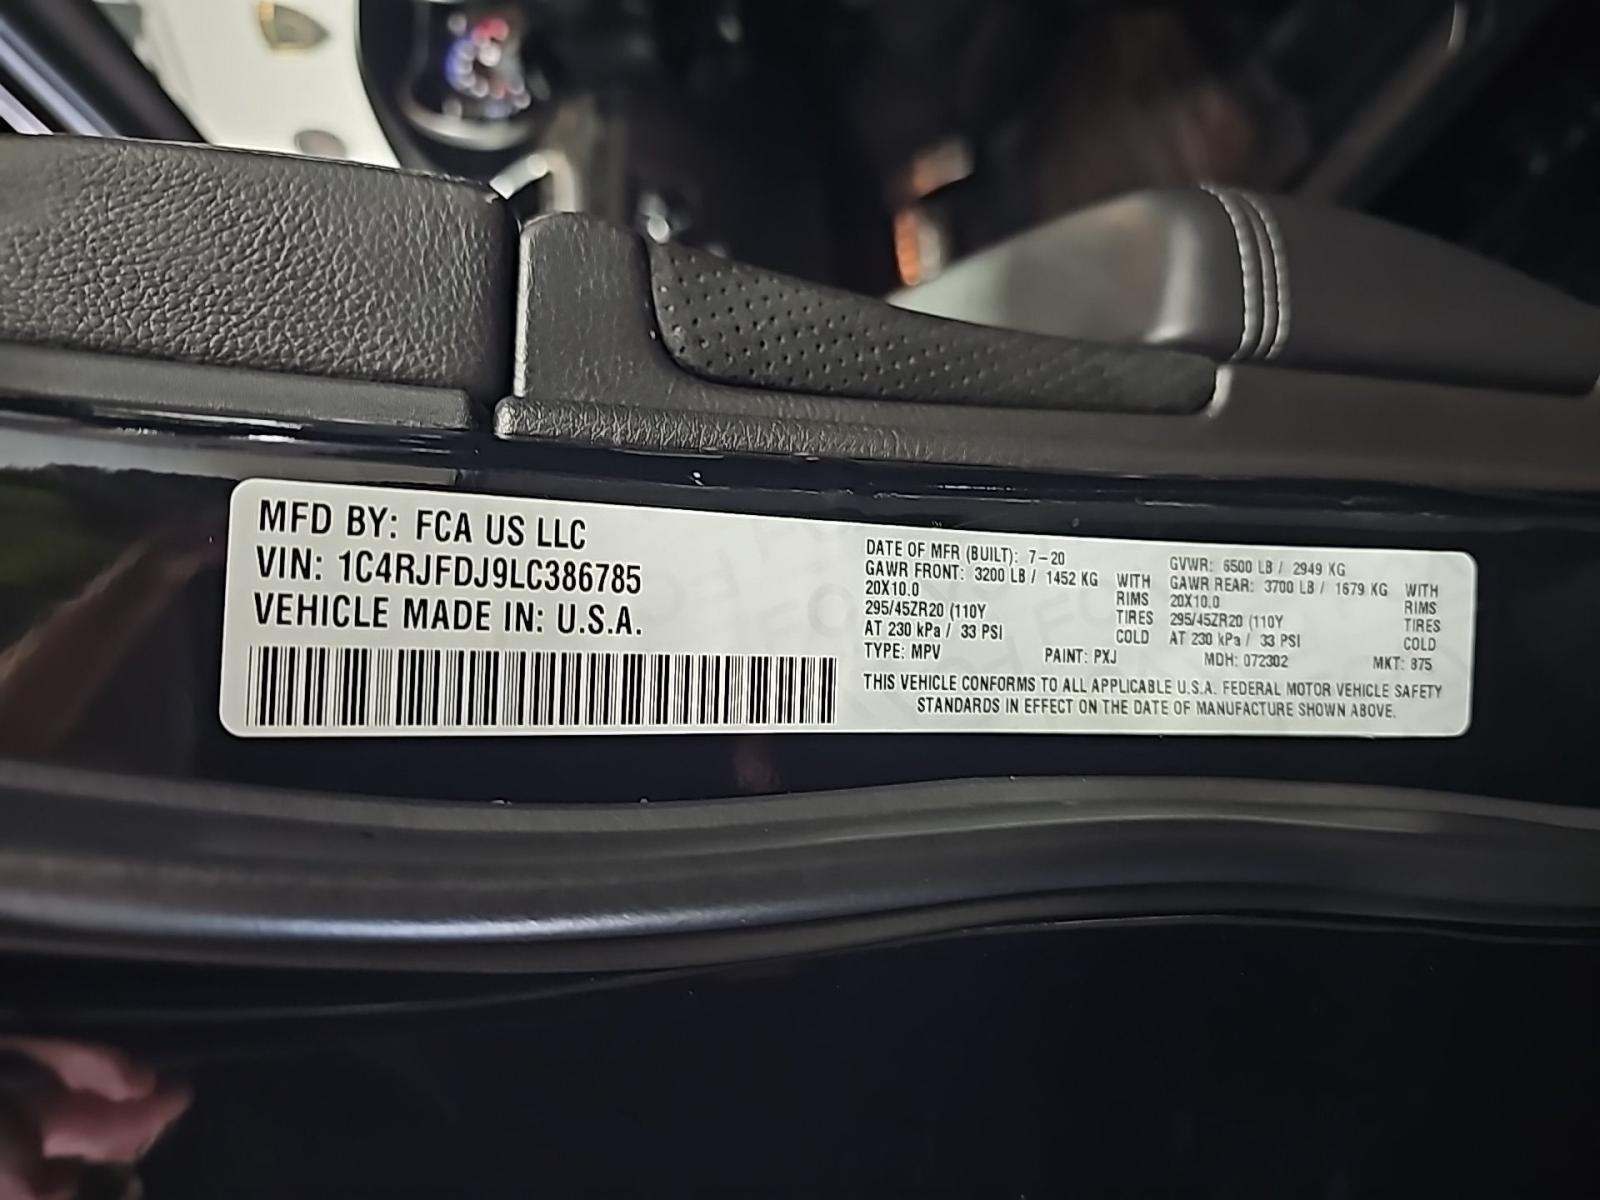 MFD BY: FCA US LLC
VIN: 1C4RJFDJ9LC386785
VEHICLE MADE IN: U.S.A.
DATE OF MFR (BUILT): 7-20
GAWR FRONT: 3200 LB / 1452 KG WITH
20X10.0 RIMS
295/45ZR20 (110Y TIRES
AT 230 kPa / 33 PSI COLD
GVWR: 6500 LB / 2949 KG
GAWR REAR: 3700 LB / 1679 KG WITH
20X10.0 RIMS
295/45ZR20 (110Y TIRES
AT 230 kPa / 33 PSI COLD
TYPE: MPV PAINT: PXJ MDH: 072302 MKT: 875
THIS VEHICLE CONFORMS TO ALL APPLICABLE U.S.A. FEDERAL MOTOR VEHICLE SAFETY
STANDARDS IN EFFECT ON THE DATE OF MANUFACTURE SHOWN ABOVE.